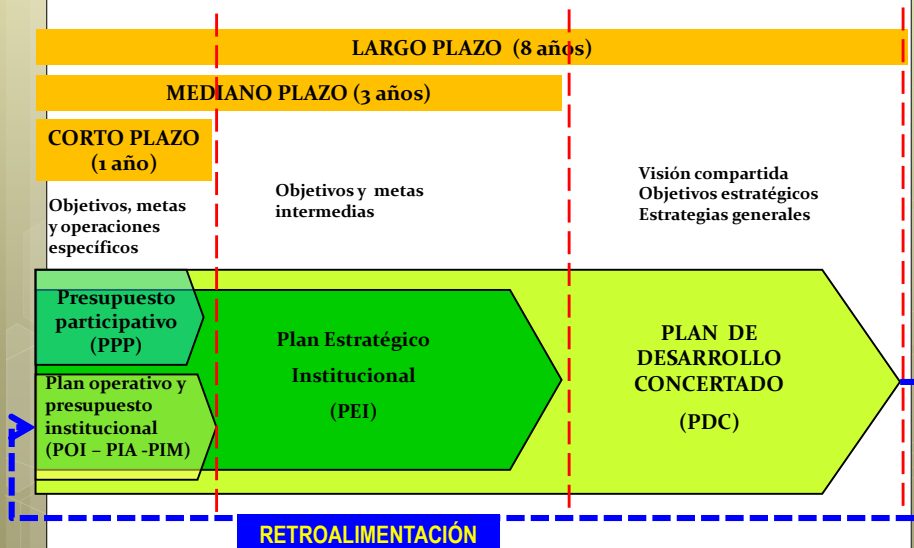 LARGO PLAZO (8 años)
MEDIANO PLAZO (3 años)
CORTO PLAZO
(1 año)
Objetivos, metas
y operaciones
específicos
Objetivos y metas
intermedias
Visión compartida
Objetivos estratégicos
Estrategias generales
Presupuesto
participativo
(PPP)
Plan operativo y
presupuesto
institucional
(POI – PIA -PIM)
Plan Estratégico
Institucional
(PEI)
PLAN DE
DESARROLLO
CONCERTADO
(PDC)
RETROALIMENTACIÓN